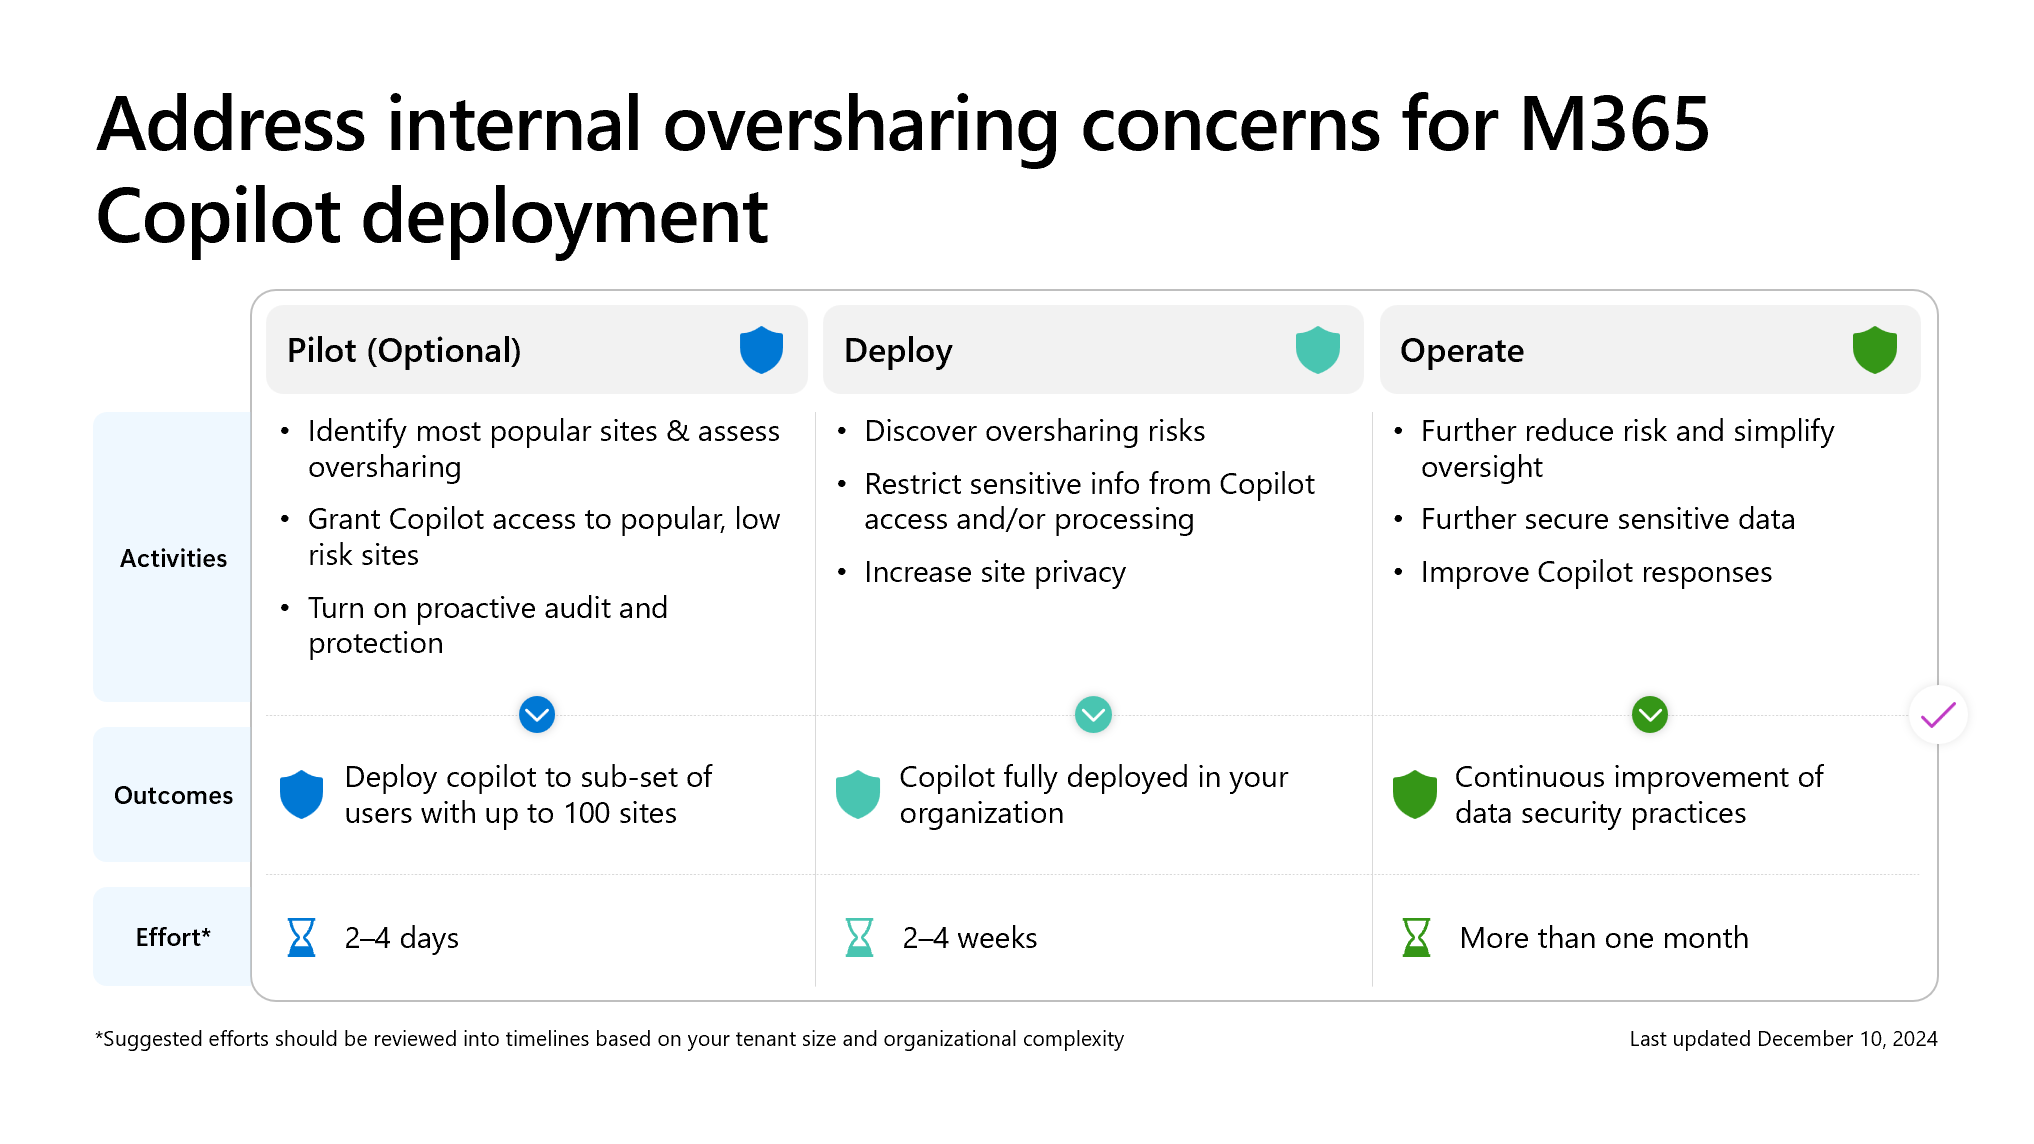 Address internal oversharing concerns for M365
Copilot deployment
Pilot (Optional)
Deploy
Operate
Activities
• Identify most popular sites & assess
oversharing
• Grant Copilot access to popular, low
risk sites
• Turn on proactive audit and
protection
• Discover oversharing risks
• Restrict sensitive info from Copilot
access and/or processing
• Increase site privacy
• Further reduce risk and simplify
oversight
• Further secure sensitive data
• Improve Copilot responses
Outcomes
Deploy copilot to sub-set of
users with up to 100 sites
Copilot fully deployed in your
organization
Continuous improvement of
data security practices
Effort*
2–4 days
2–4 weeks
More than one month
*Suggested efforts should be reviewed into timelines based on your tenant size and organizational complexity
Last updated December 10, 2024